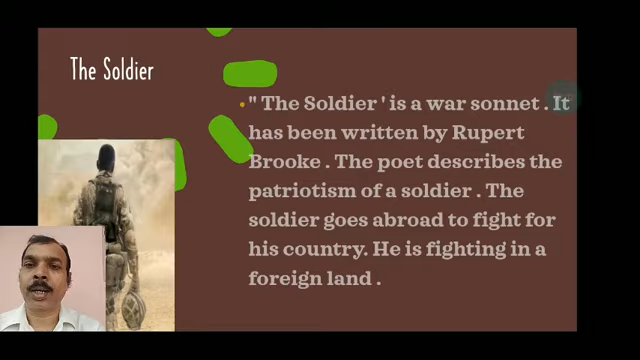 The Soldier
" The Soldier ' is a war sonnet . It
has been written by Rupert
Brooke . The poet describes the
patriotism of a soldier . The
soldier goes abroad to fight for
his country. He is fighting in a
foreign land .